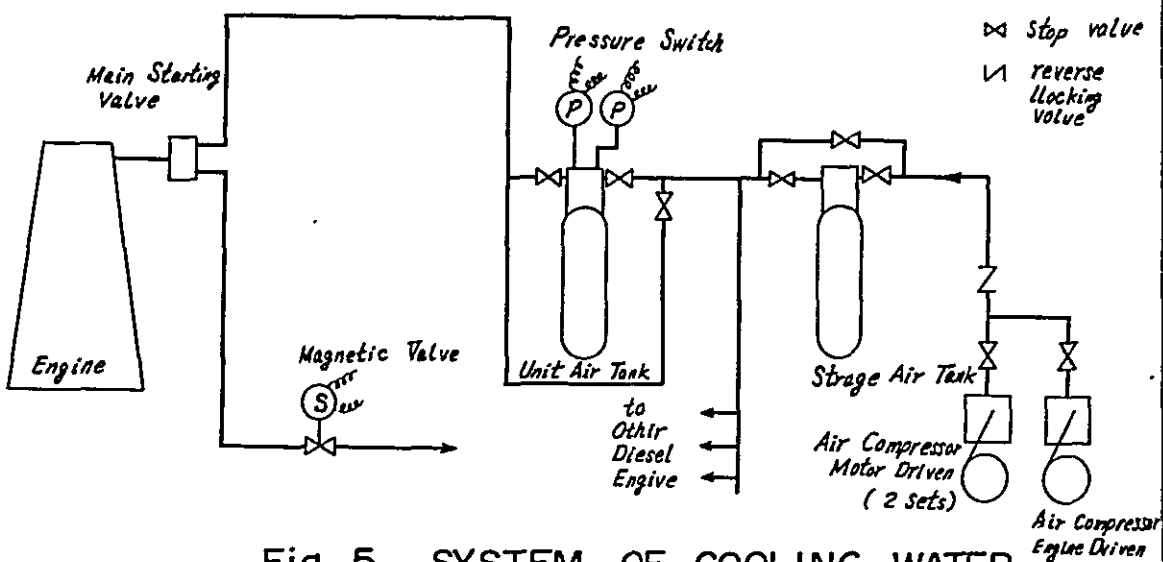 Pressure Switch
stop valve
Main Starting
Valve
reverse
llocking
valve
P
P
Engine
Magnetic Valve
S
Unit Air Tank
Strage Air Tank
to
Othir
Diesel
Engive
Air Compressor
Motor Driven
(2 sets)
Air Compressor
Engine Driven
Fig. 5 SYSTEM OF COOLING WATER